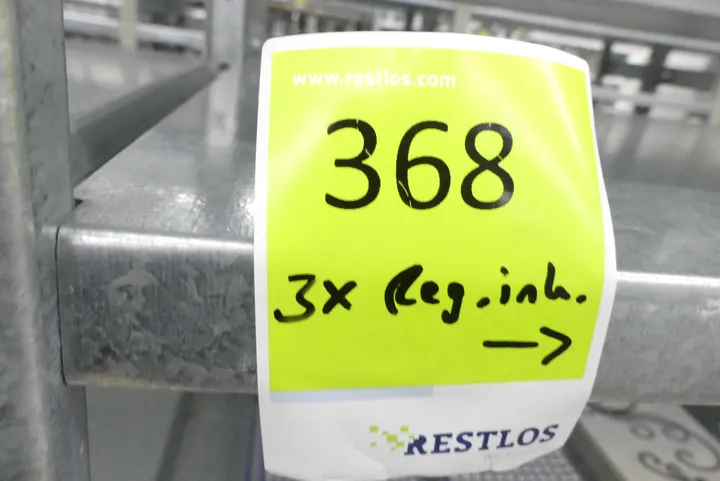 www.restlos.com
368
3x Reg.inh.
→
RESTLOS